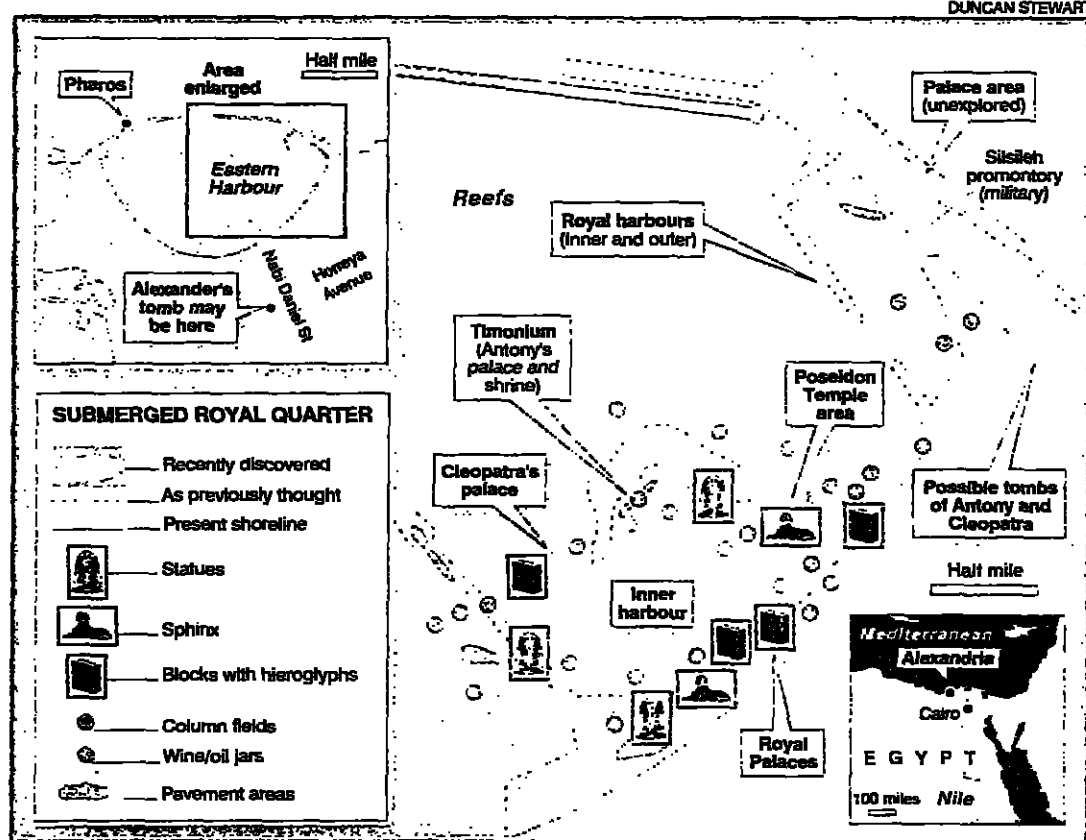 DUNCAN STEWART
Half mile
Area
enlarged
Pharos
Eastern
Harbour
Nabi Daniel St
Horreya
Avenue
Alexander's
tomb may
be here
Reefs
Palace area
(unexplored)
Silsileh
promontory
(military)
Royal harbours
(inner and outer)
Timonium
(Antony's
palace and
shrine)
Poseidon
Temple
area
Cleopatra's
palace
Possible tombs
of Antony and
Cleopatra
Half mile
Inner
harbour
Royal
Palaces
SUBMERGED ROYAL QUARTER
Recently discovered
As previously thought
Present shoreline
Statues
Sphinx
Blocks with hieroglyphs
Column fields
Wine/oil jars
Pavement areas
Mediterranean
Alexandria
Cairo
EGYPT
100 miles
Nile